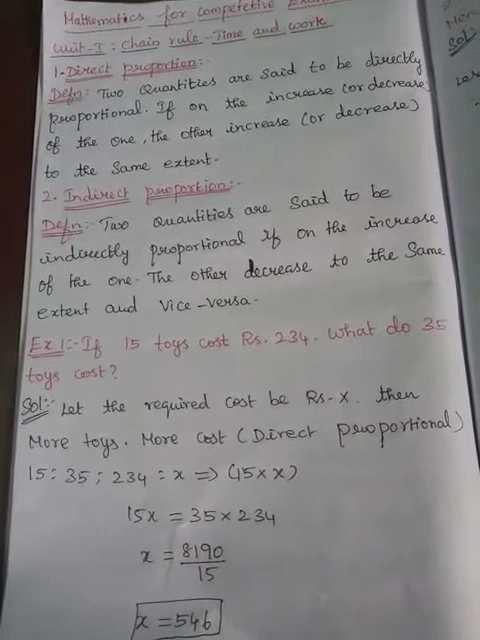 Mathematics for competetive
Unit-I: Chain rule-Time and work
1. Direct proportion:-
Defn: Two Quantities are said to be directly
proportional. If on the increase (or decrease)
of the one, the other increase (or decrease)
to the same extent.
2. Indirect proportion:-
Defn:- Two Quantities are said to be
indirectly proportional If on the increase
of the one. The other decrease to the same
extent and vice-versa.
Ex 1:- If 15 toys cost Rs. 234. What do 35
toys cost?
Sol:- Let the required cost be Rs-x. then
More toys. More cost (Direct proportional)
15:35:234:x => (15×x)
15x = 35×234
x = 8190
15
x = 546
Sol: